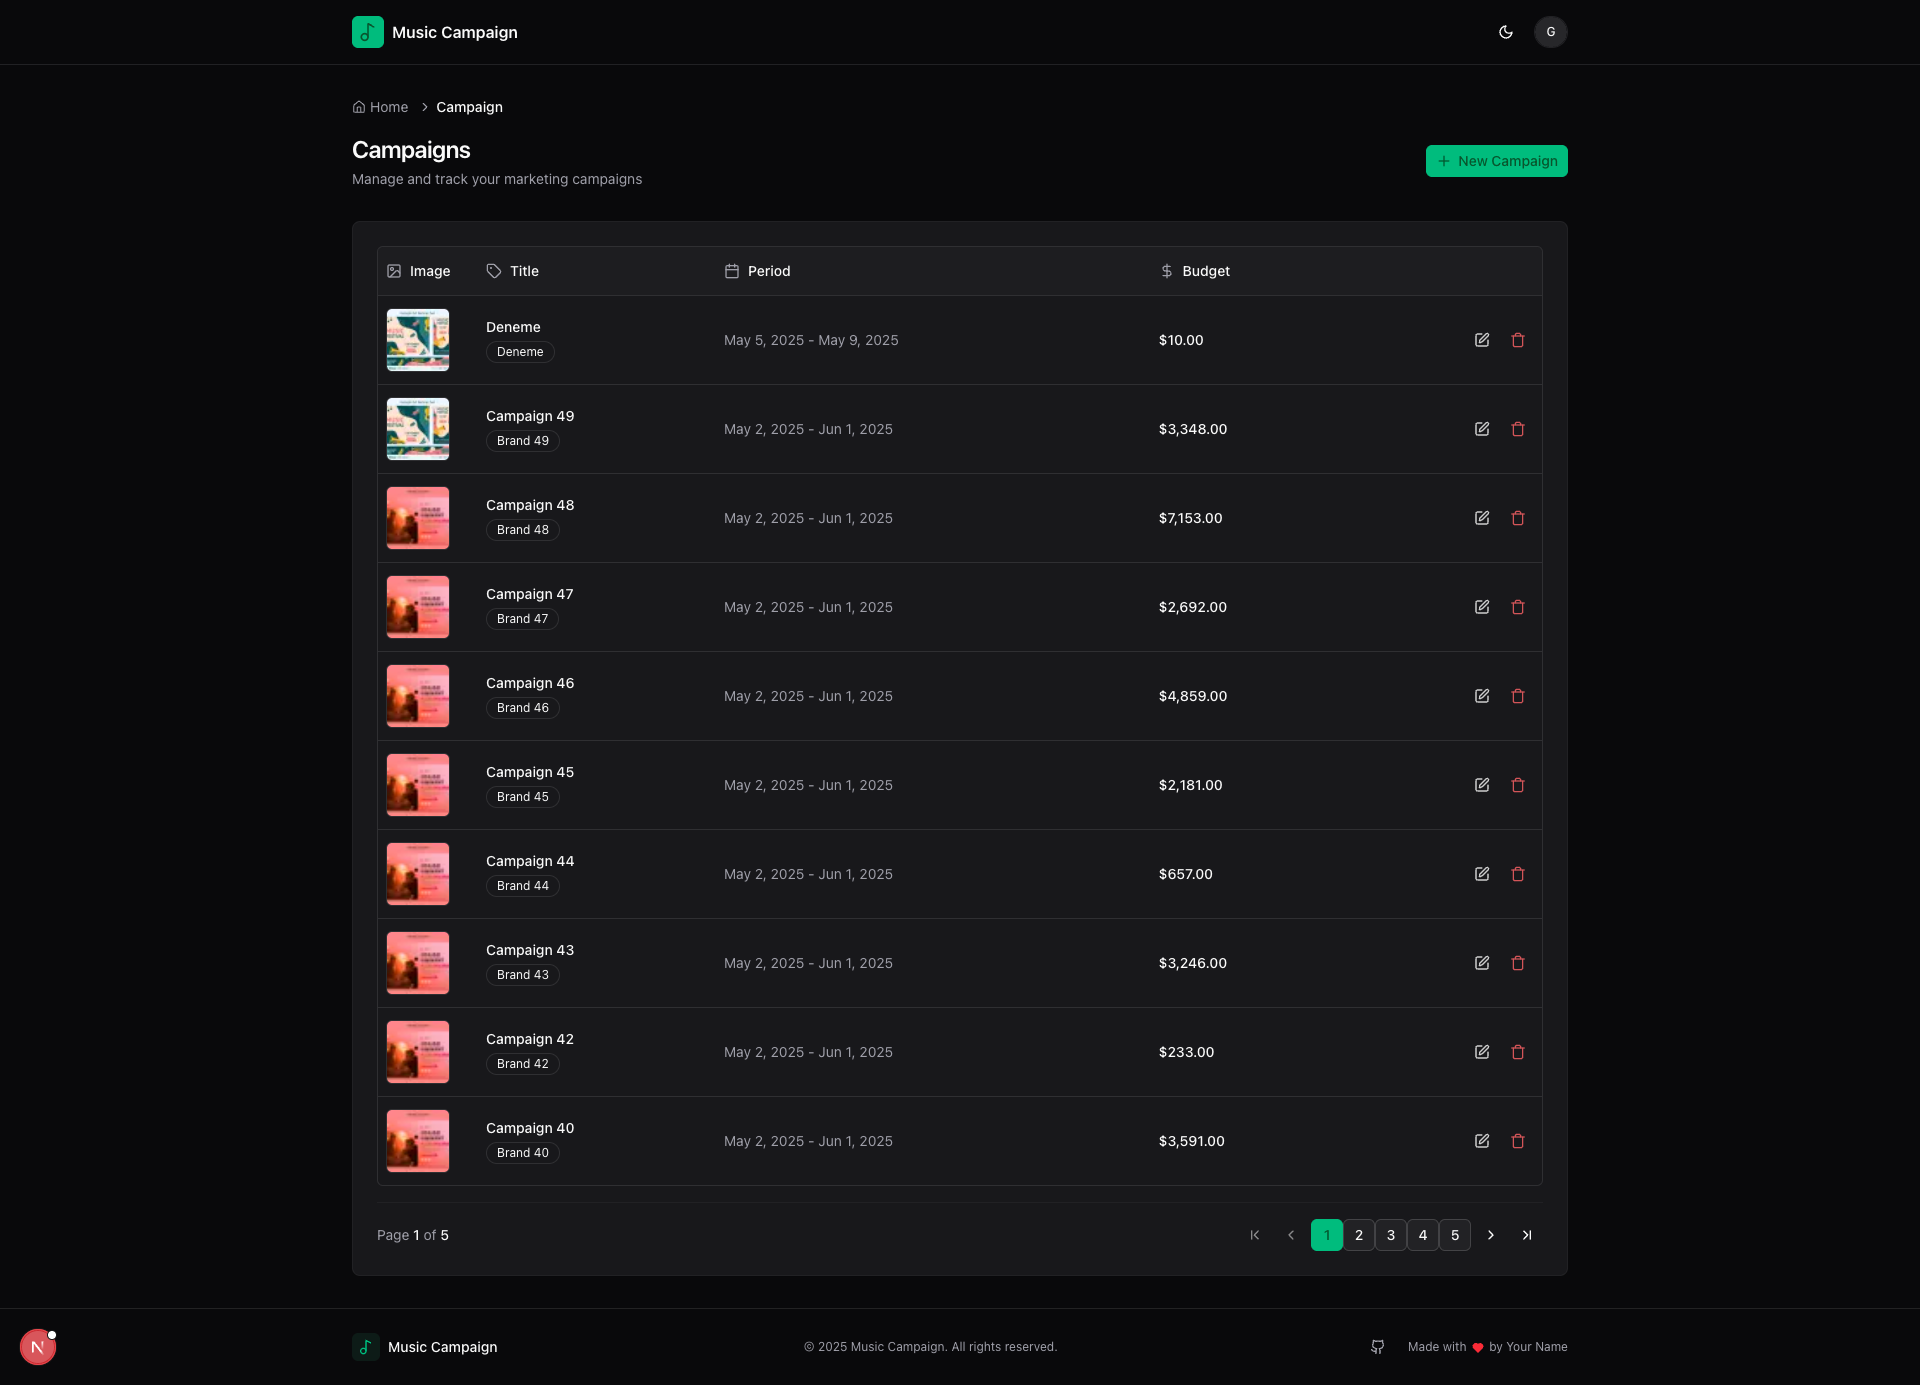 Music Campaign
G
Home
Campaign
Campaigns
Manage and track your marketing campaigns
New Campaign
Image Title Period Budget
Deneme
Deneme
May 5, 2025 - May 9, 2025
$10.00
Campaign 49
Brand 49
May 2, 2025 - Jun 1, 2025
$3,348.00
Campaign 48
Brand 48
May 2, 2025 - Jun 1, 2025
$7,153.00
Campaign 47
Brand 47
May 2, 2025 - Jun 1, 2025
$2,692.00
Campaign 46
Brand 46
May 2, 2025 - Jun 1, 2025
$4,859.00
Campaign 45
Brand 45
May 2, 2025 - Jun 1, 2025
$2,181.00
Campaign 44
Brand 44
May 2, 2025 - Jun 1, 2025
$657.00
Campaign 43
Brand 43
May 2, 2025 - Jun 1, 2025
$3,246.00
Campaign 42
Brand 42
May 2, 2025 - Jun 1, 2025
$233.00
Campaign 40
Brand 40
May 2, 2025 - Jun 1, 2025
$3,591.00
Page 1 of 5
1 2 3 4 5
N
Music Campaign
© 2025 Music Campaign. All rights reserved.
Made with ❤ by Your Name